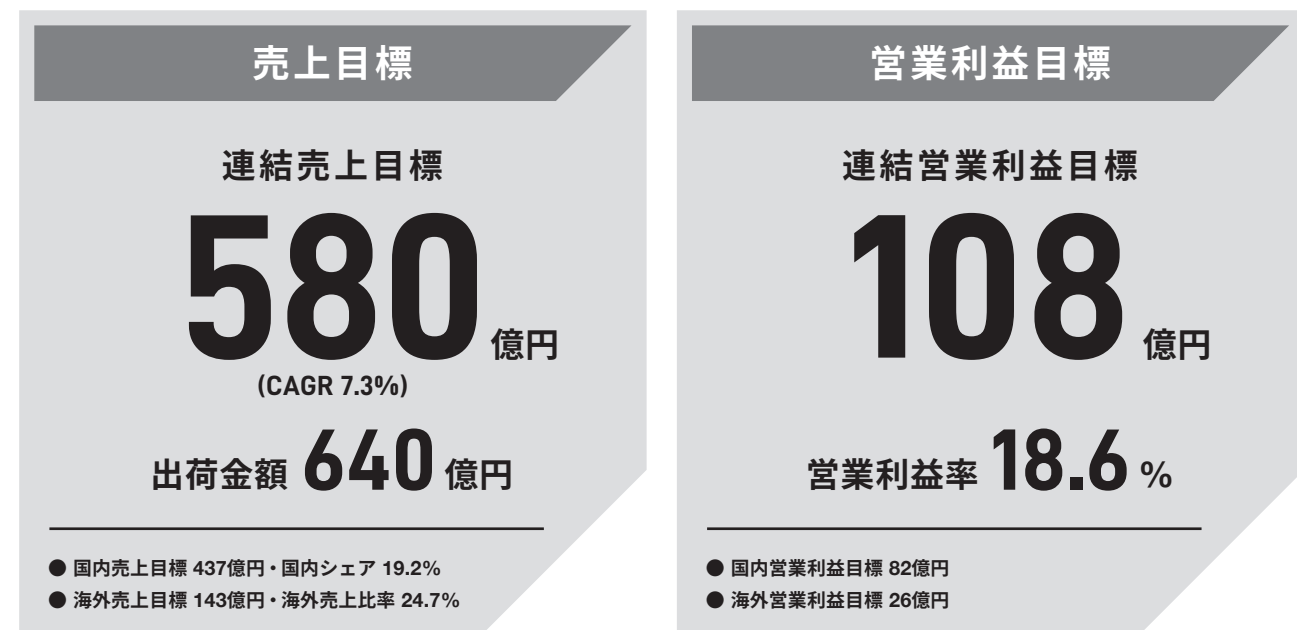 売上目標
連結売上目標
580億円
(CAGR 7.3%)
出荷金額 640億円
● 国内売上目標 437億円・国内シェア 19.2%
● 海外売上目標 143億円・海外売上比率 24.7%
営業利益目標
連結営業利益目標
108億円
営業利益率 18.6%
● 国内営業利益目標 82億円
● 海外営業利益目標 26億円